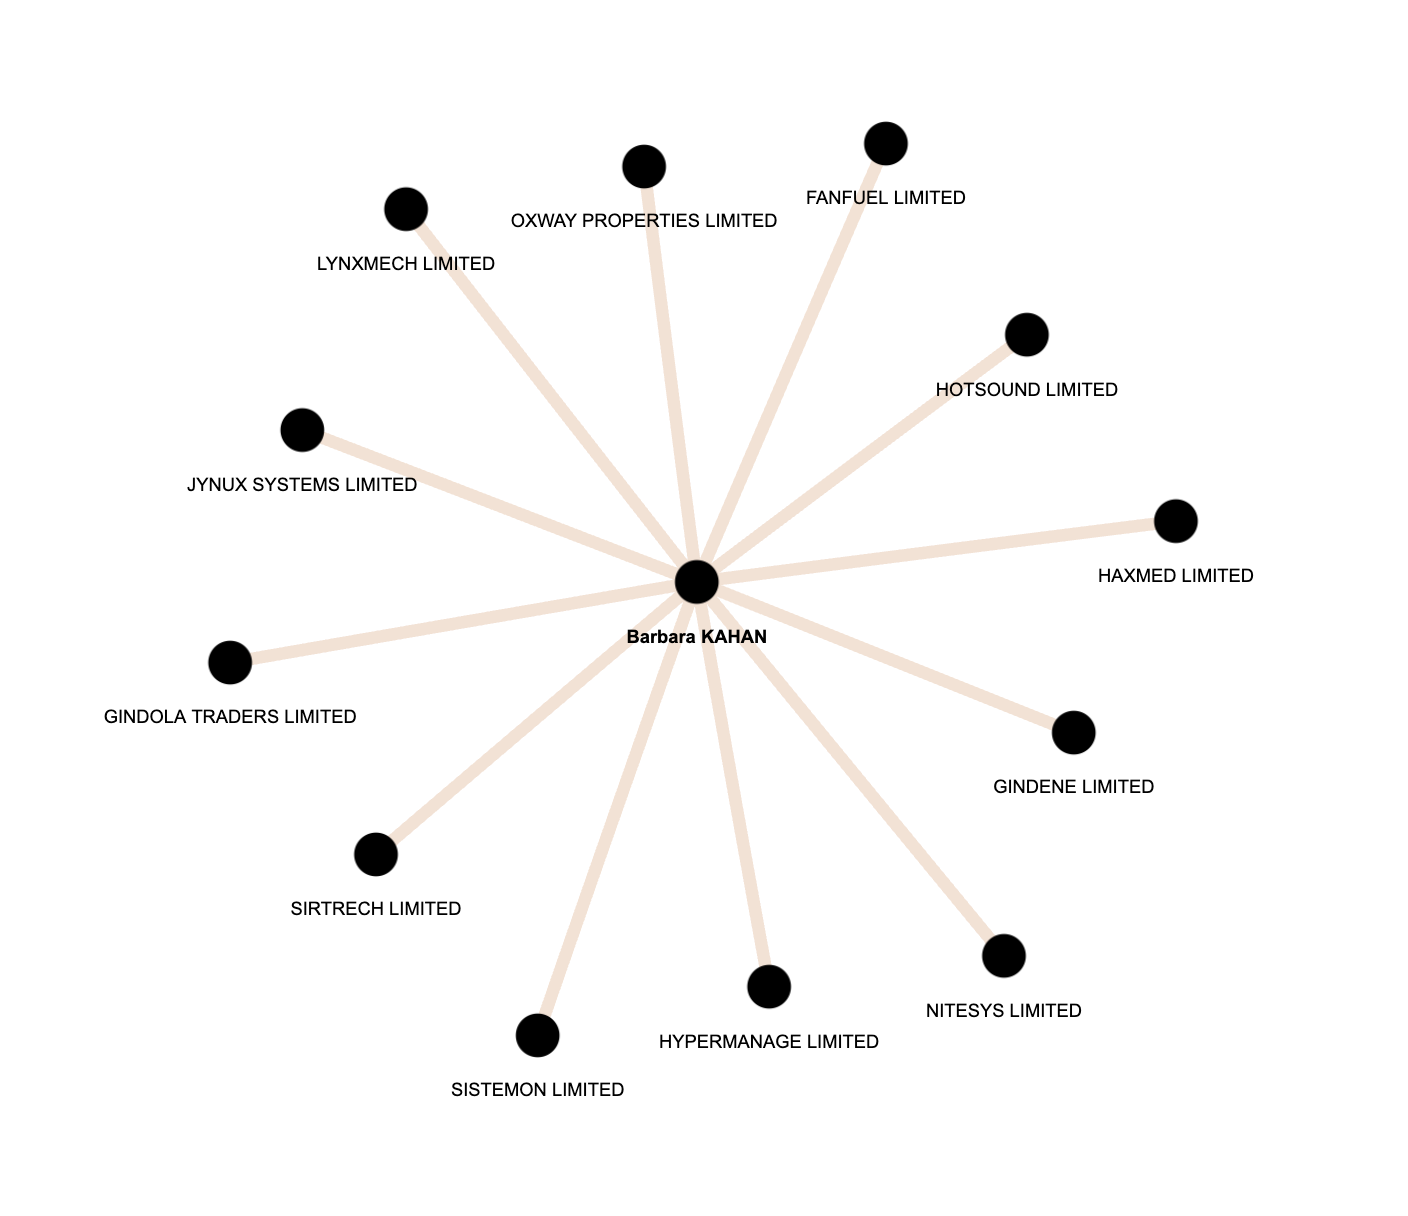 FANFUEL LIMITED
OXWAY PROPERTIES LIMITED
LYNXMECH LIMITED
HOTSOUND LIMITED
JYNUX SYSTEMS LIMITED
HAXMED LIMITED
Barbara KAHAN
GINDOLA TRADERS LIMITED
GINDENE LIMITED
SIRTRECH LIMITED
NITESYS LIMITED
HYPERMANAGE LIMITED
SISTEMON LIMITED